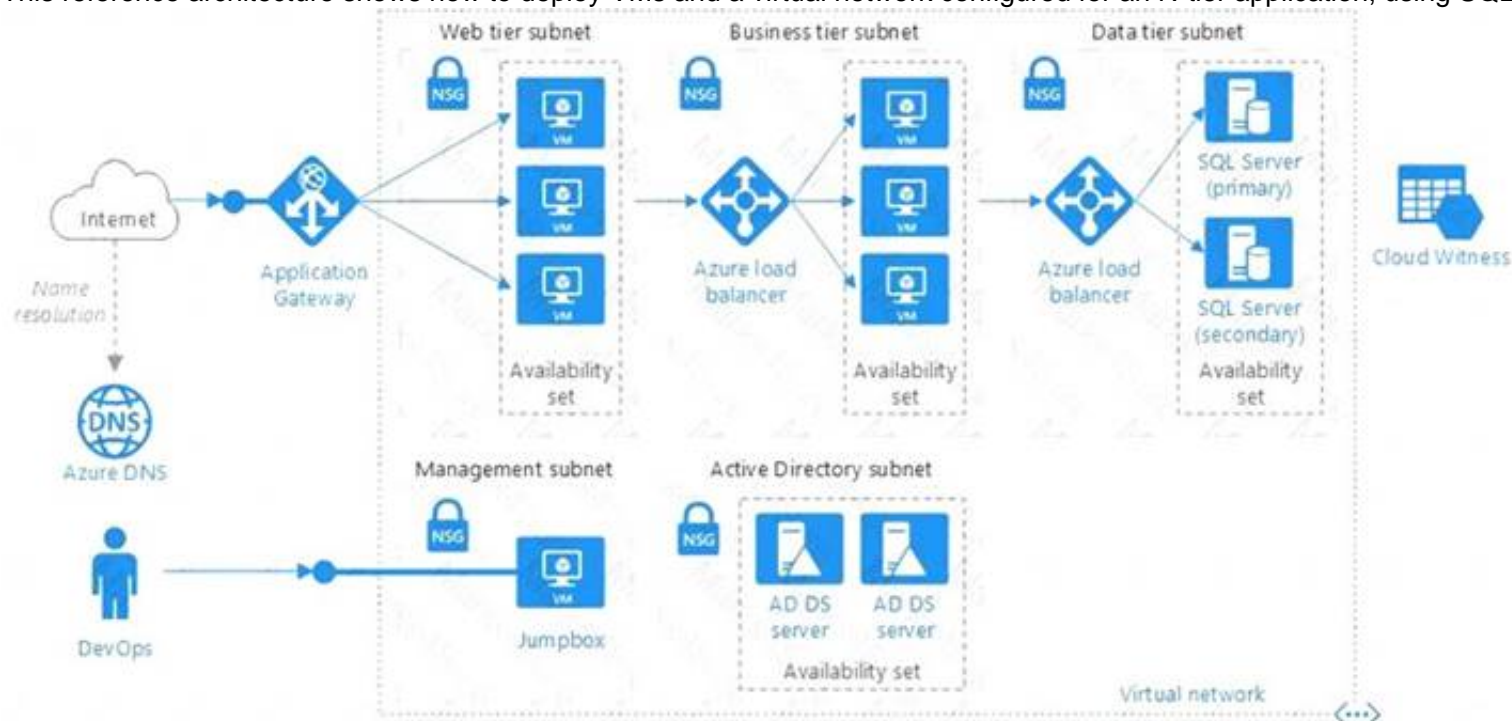 This reference architecture shows how to deploy VMs and a virtual network configured for an N-tier application, using SQL
Web tier subnet
Business tier subnet
Data tier subnet
NSG
NSG
NSG
VM
VM
VM
VM
VM
VM
SQL Server
(primary)
SQL Server
(secondary)
Internet
Application
Gateway
Azure load
balancer
Azure load
balancer
Cloud Witness
Name
resolution
Availability
set
Availability
set
Availability
set
DNS
Azure DNS
Management subnet
Active Directory subnet
NSG
NSG
VM
Jumpbox
AD DS
server
AD DS
server
Availability set
DevOps
Virtual network